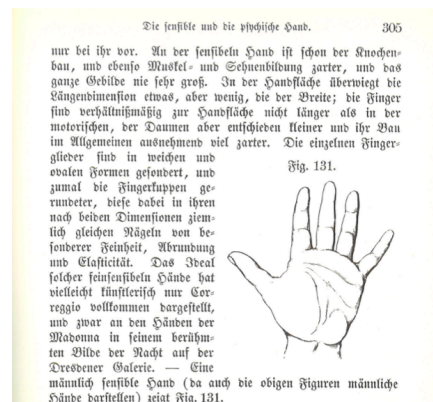 Die sensible und die psychische Hand. 305
nur bei ihr vor. An der sensibeln Hand ist schon der Knochen-
bau, und ebenso Muskel- und Sehnenbildung zarter, und das
ganze Gebilde nie sehr groß. In der Handfläche überwiegt die
Längendimension etwas, aber wenig, die der Breite; die Finger
sind verhältnißmäßig zur Handfläche nicht länger als in der
motorischen, der Daumen aber entschieden kleiner und ihr Bau
im Allgemeinen ausnehmend viel zarter. Die einzelnen Finger-
glieder sind in weichen und
ovalen Formen gesondert, und
zumal die Fingerkuppen ge-
rundeter, diese dabei in ihren
nach beiden Dimensionen ziem-
lich gleichen Nägeln von be-
sonderer Feinheit, Abrundung
und Elasticität. Das Ideal
solcher feinsensibeln Hände hat
vielleicht künstlerisch nur Cor-
reggio vollkommen dargestellt,
und zwar an den Händen der
Madonna in seinem berühm-
ten Bilde der Nacht auf der
Dresdener Galerie. — Eine
Fig. 131.
männlich sensible Hand (da auch die obigen Figuren männliche
Hände darstellen) zeigt Fig. 131.